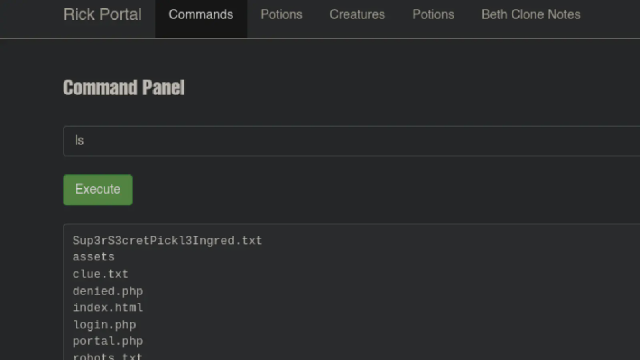 Rick Portal Commands Potions Creatures Potions Beth Clone Notes
Command Panel
ls
Execute
Sup3rS3cretPickl3Ingred.txt
assets
clue.txt
denied.php
index.html
login.php
portal.php
robots.txt